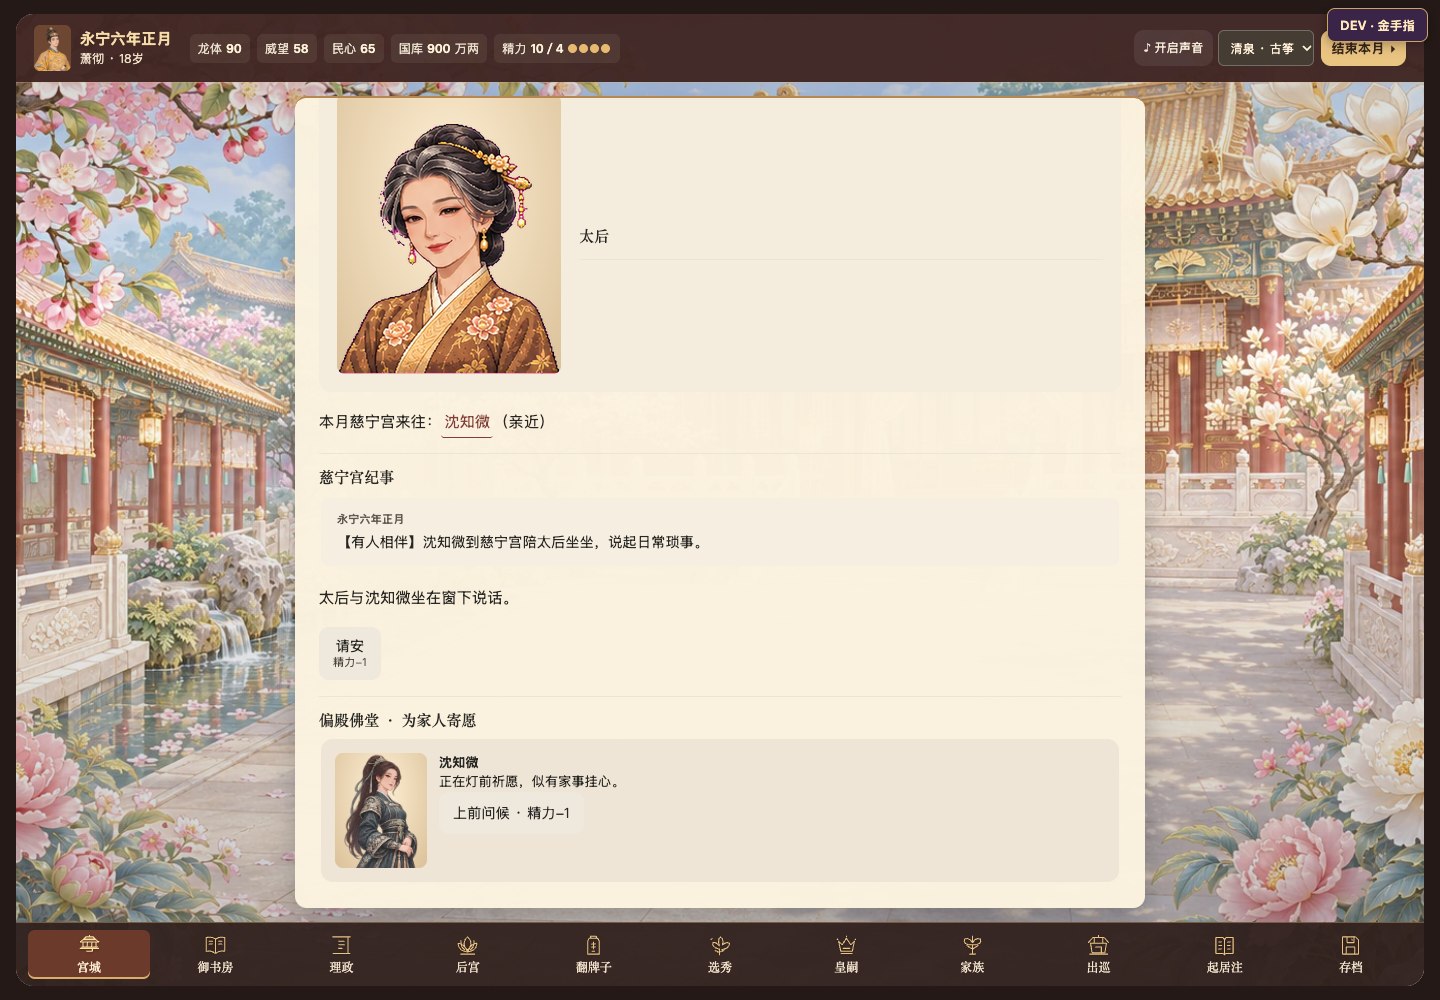 永宁六年正月
萧彻 · 18岁
龙体 90
威望 58
民心 65
国库 900 万两
精力 10 / 4
♪ 开启声音
清泉 · 古筝
结束本月
DEV · 金手指
太后
本月慈宁宫来往： 沈知微 （亲近）
慈宁宫纪事
永宁六年正月
【有人相伴】沈知微到慈宁宫陪太后坐坐，说起日常琐事。
太后与沈知微坐在窗下说话。
请安
精力−1
偏殿佛堂 · 为家人寄愿
沈知微
正在灯前祈愿，似有家事挂心。
上前问候 · 精力−1
宫城
御书房
理政
后宫
翻牌子
选秀
皇嗣
家族
出巡
起居注
存档